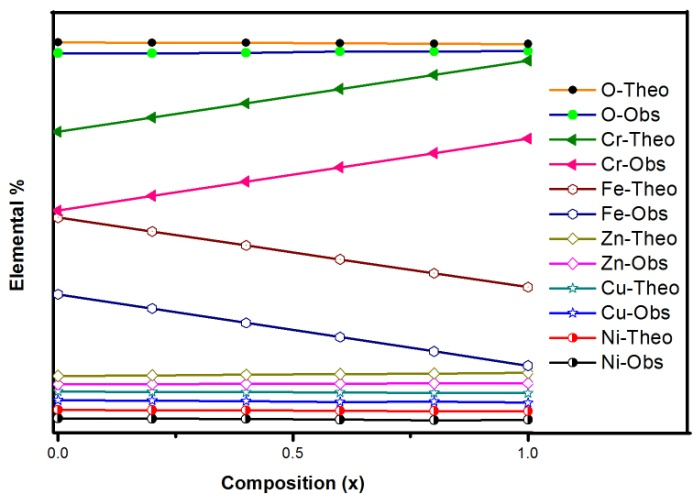 Elemental %
O-Theo
O-Obs
Cr-Theo
Cr-Obs
Fe-Theo
Fe-Obs
Zn-Theo
Zn-Obs
Cu-Theo
Cu-Obs
Ni-Theo
Ni-Obs
0.0
0.5
1.0
Composition (x)